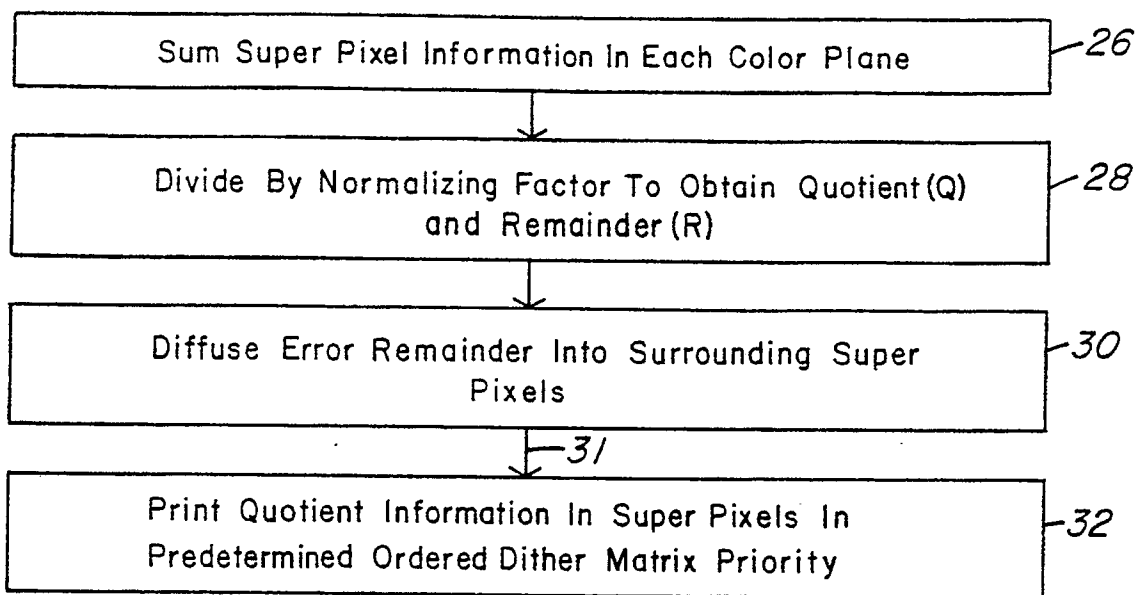 Sum Super Pixel Information In Each Color Plane
26
Divide By Normalizing Factor To Obtain Quotient (Q)
and Remainder (R)
28
Diffuse Error Remainder Into Surrounding Super
Pixels
30
31
Print Quotient Information In Super Pixels In
Predetermined Ordered Dither Matrix Priority
32